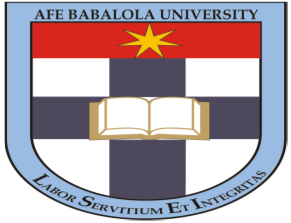 AFE BABALOLA UNIVERSITY
LABOR SERVITIUM ET INTEGRITAS